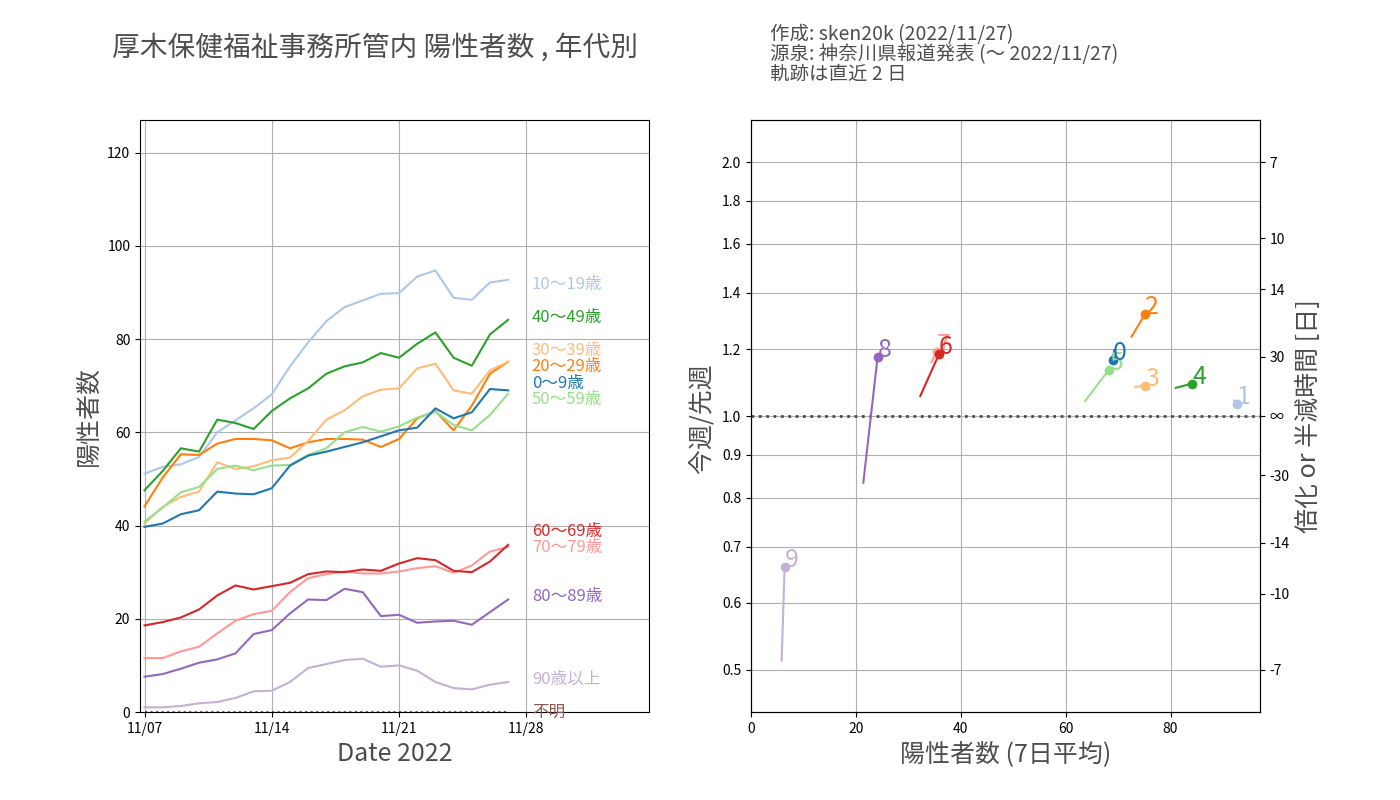 厚木保健福祉事務所管内 陽性者数 , 年代別
作成: sken20k (2022/11/27)
源泉: 神奈川県報道発表 (〜 2022/11/27)
軌跡は直近 2 日
陽性者数
120
100
80
60
40
20
0
11/07
11/14
11/21
11/28
Date 2022
10〜19歳
40〜49歳
30〜39歳
20〜29歳
0〜9歳
50〜59歳
60〜69歳
70〜79歳
80〜89歳
90歳以上
不明
今週/先週
2.0
1.8
1.6
1.4
1.2
1.0
0.9
0.8
0.7
0.6
0.5
0
20
40
60
80
陽性者数 (7日平均)
2
7
6
8
0
5
3
4
1
9
7
10
14
30
∞
-30
-14
-10
-7
倍化 or 半減時間 [日]